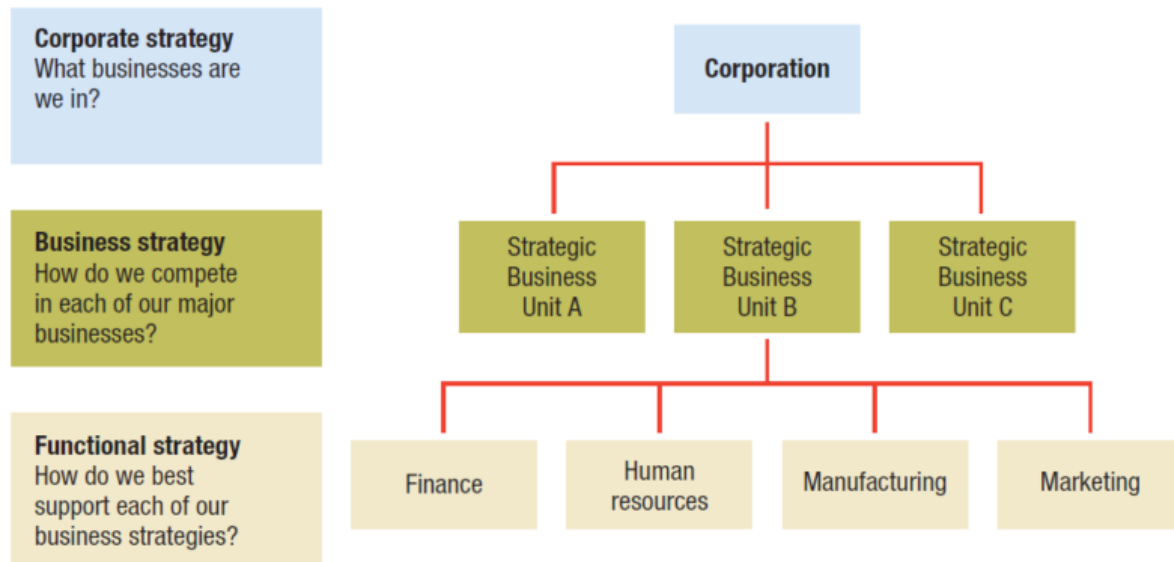 Corporate strategy
What businesses are
we in?
Corporation
Business strategy
How do we compete
in each of our major
businesses?
Strategic
Business
Unit A
Strategic
Business
Unit B
Strategic
Business
Unit C
Functional strategy
How do we best
support each of our
business strategies?
Finance
Human
resources
Manufacturing
Marketing